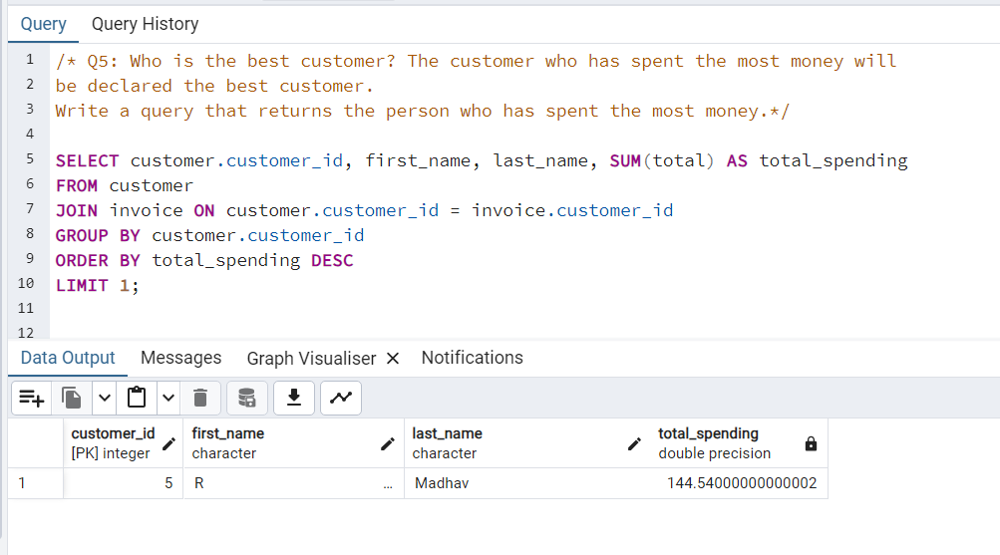 Query Query History
1 /* Q5: Who is the best customer? The customer who has spent the most money will
2 be declared the best customer.
3 Write a query that returns the person who has spent the most money.*/
4
5 SELECT customer.customer_id, first_name, last_name, SUM(total) AS total_spending
6 FROM customer
7 JOIN invoice ON customer.customer_id = invoice.customer_id
8 GROUP BY customer.customer_id
9 ORDER BY total_spending DESC
10 LIMIT 1;
11
12
Data Output Messages Graph Visualiser Notifications
customer_id first_name last_name total_spending
[PK] integer character character double precision
1 5 R ... Madhav 144.54000000000002